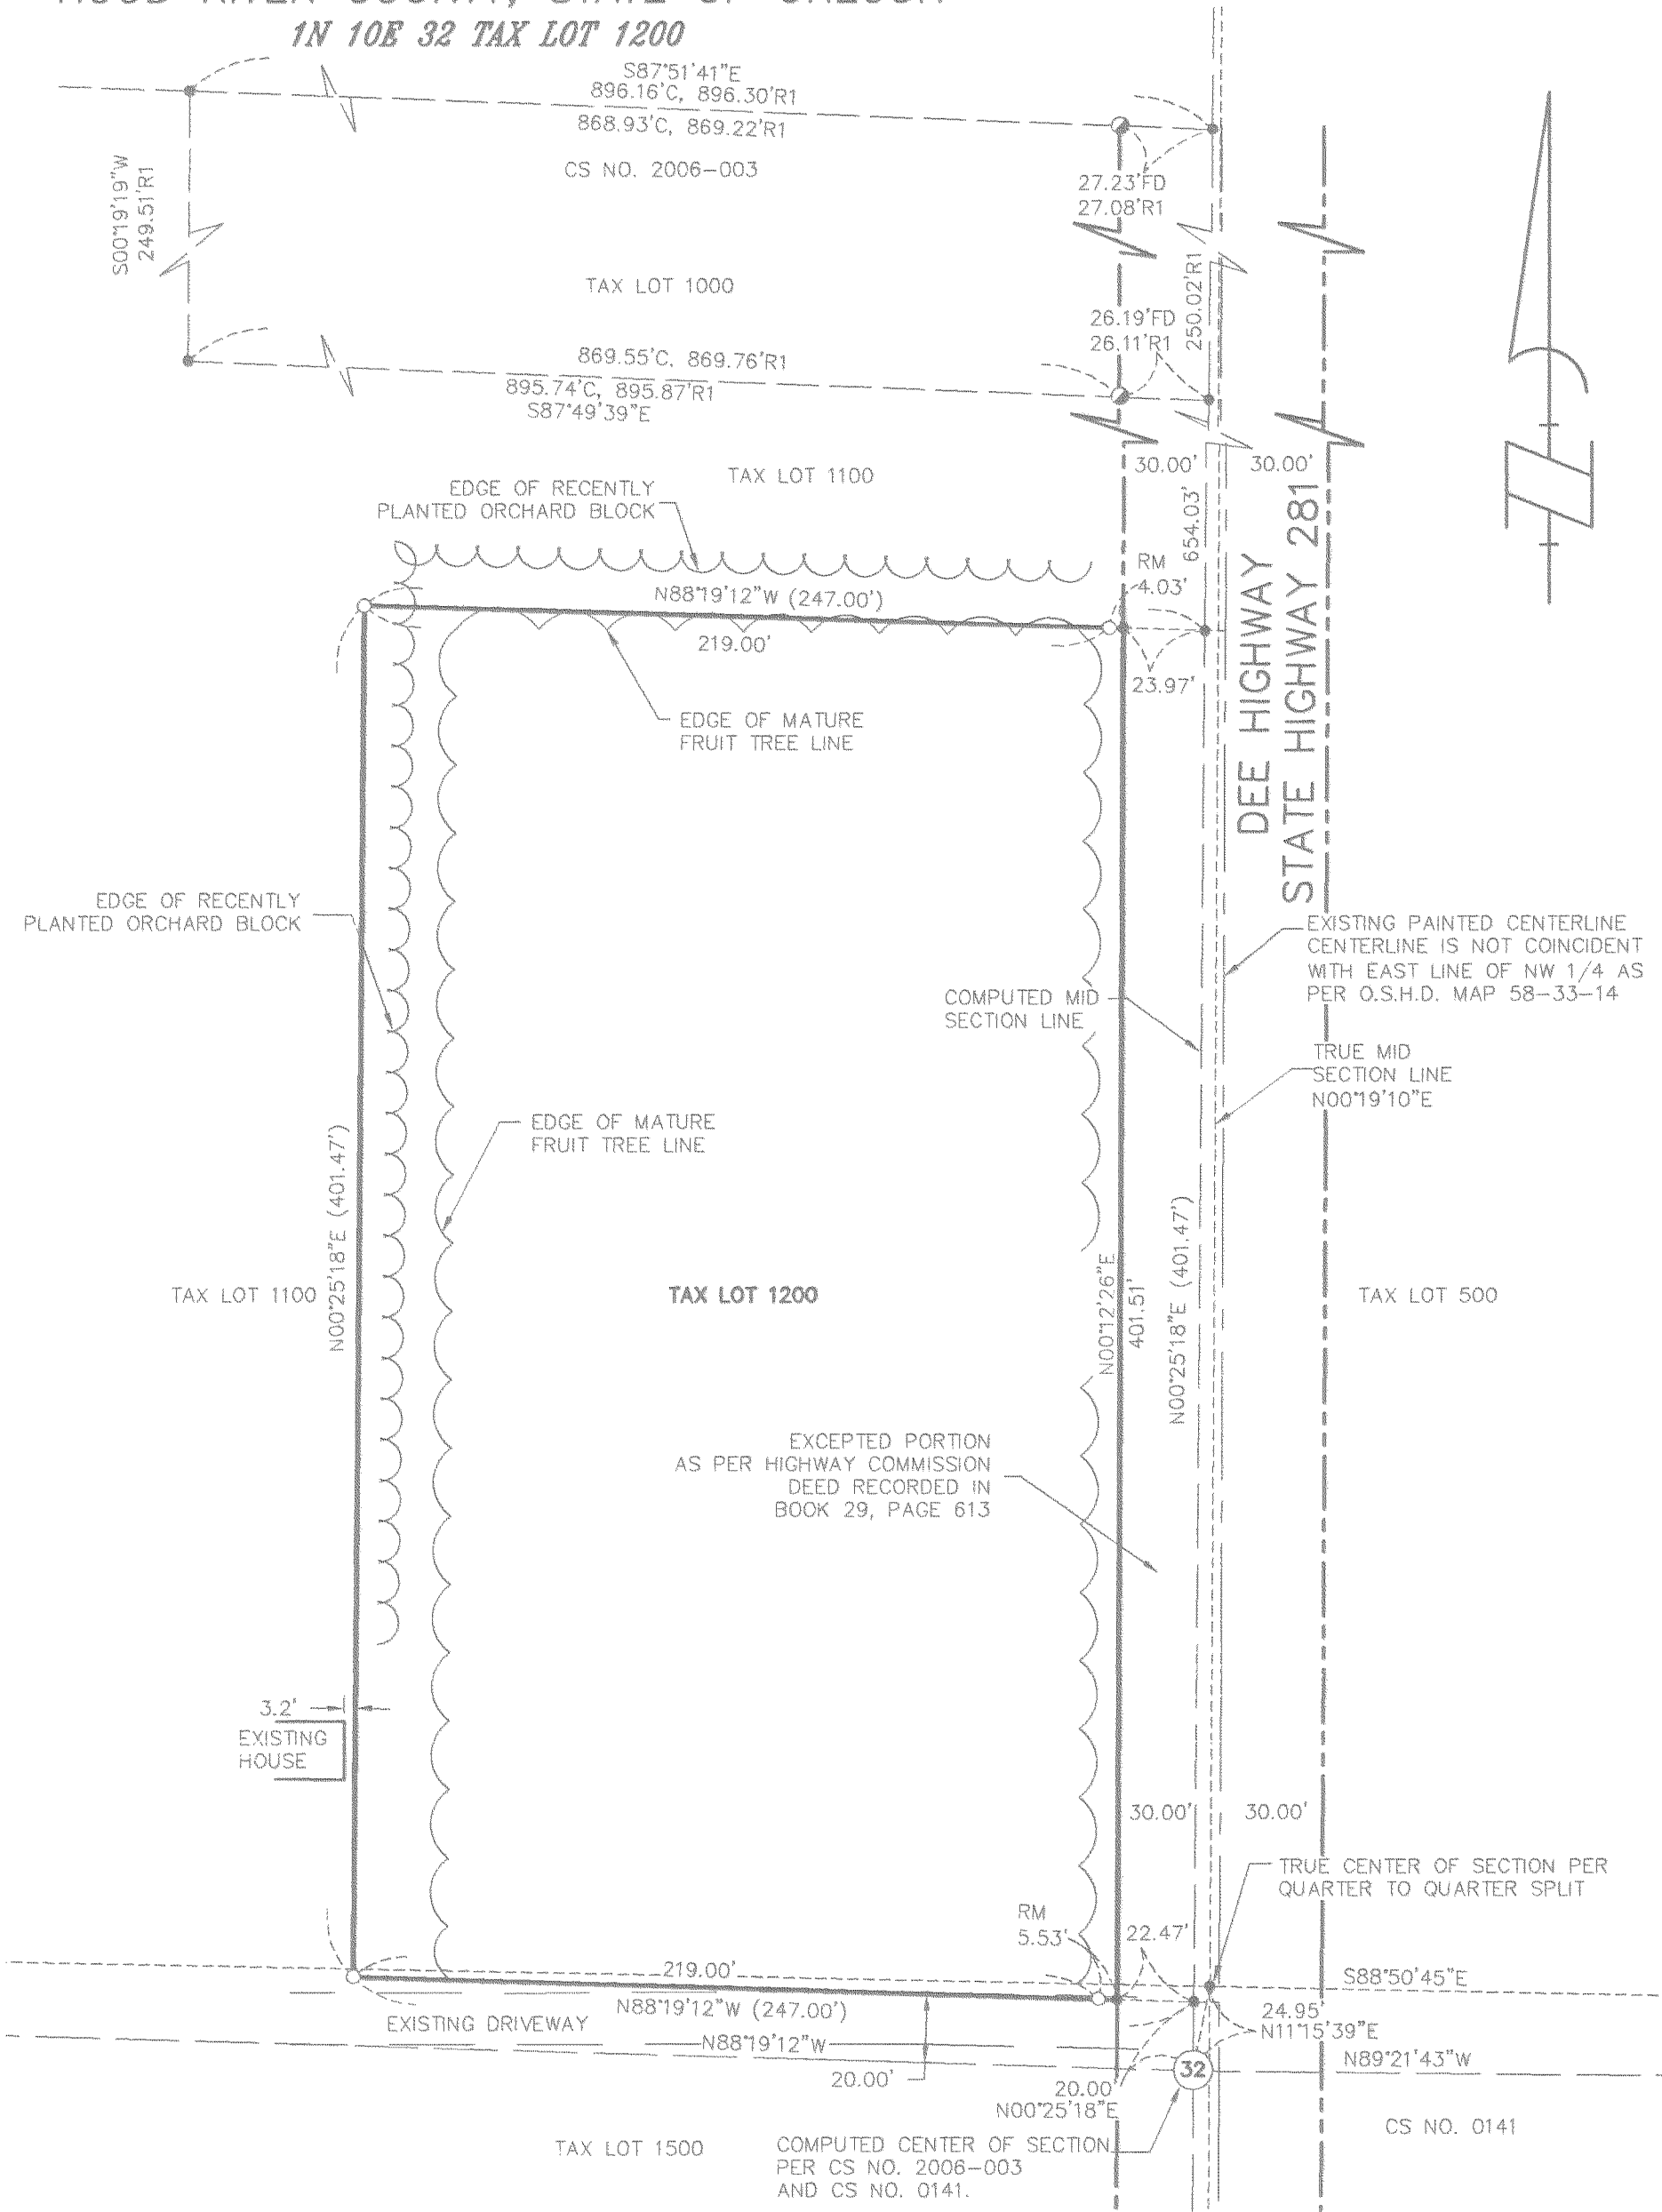 1N 10E 32 TAX LOT 1200
S87°51'41"E
896.16'C, 896.30'R1
868.93'C, 869.22'R1
CS NO. 2006-003
S00°19'19"W
249.51'R1
27.23'FD
27.08'R1
TAX LOT 1000
250.02'R1
26.19'FD
26.11'R1
869.55'C, 869.76'R1
895.74'C, 895.87'R1
S87°49'39"E
30.00'
30.00'
TAX LOT 1100
EDGE OF RECENTLY
PLANTED ORCHARD BLOCK
654.03'
RM
4.03'
N88°19'12"W (247.00')
219.00'
23.97'
DEE HIGHWAY
STATE HIGHWAY 281
EDGE OF MATURE
FRUIT TREE LINE
EDGE OF RECENTLY
PLANTED ORCHARD BLOCK
EXISTING PAINTED CENTERLINE
CENTERLINE IS NOT COINCIDENT
WITH EAST LINE OF NW 1/4 AS
PER O.S.H.D. MAP 58-33-14
COMPUTED MID
SECTION LINE
TRUE MID
SECTION LINE
N00°19'10"E
EDGE OF MATURE
FRUIT TREE LINE
N00°25'18"E (401.47')
TAX LOT 1100
TAX LOT 1200
N00°12'26"E
401.51'
N00°25'18"E (401.47')
TAX LOT 500
EXCEPTED PORTION
AS PER HIGHWAY COMMISSION
DEED RECORDED IN
BOOK 29, PAGE 613
3.2'
EXISTING
HOUSE
30.00'
30.00'
TRUE CENTER OF SECTION PER
QUARTER TO QUARTER SPLIT
RM
5.53'
22.47'
219.00'
S88°50'45"E
N88°19'12"W (247.00')
24.95'
N11°15'39"E
EXISTING DRIVEWAY
N88°19'12"W
N89°21'43"W
20.00'
32
20.00'
N00°25'18"E
CS NO. 0141
TAX LOT 1500
COMPUTED CENTER OF SECTION
PER CS NO. 2006-003
AND CS NO. 0141.